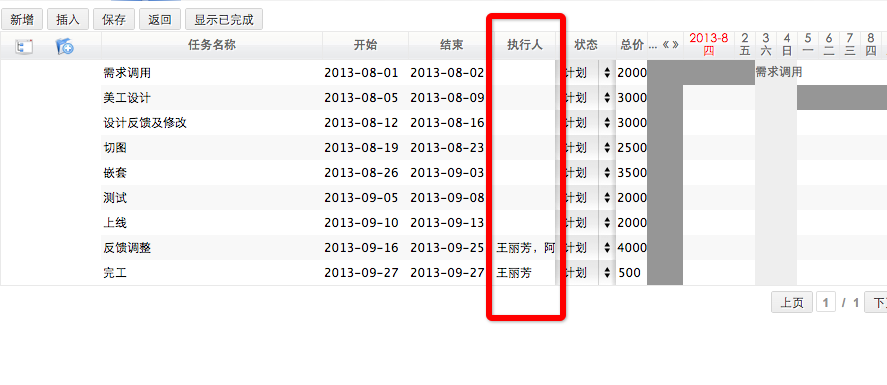 新增 插入 保存 返回 显示已完成
任务名称 开始 结束 执行人 状态 总价 ... « » 2013-8 四 2 五 3 六 4 日 5 一 6 二 7 三 8 四
需求调用 2013-08-01 2013-08-02 计划 2000 需求调用
美工设计 2013-08-05 2013-08-09 计划 3000
设计反馈及修改 2013-08-12 2013-08-16 计划 3000
切图 2013-08-19 2013-08-23 计划 2500
嵌套 2013-08-26 2013-09-03 计划 3500
测试 2013-09-05 2013-09-08 计划 2000
上线 2013-09-10 2013-09-13 计划 2000
反馈调整 2013-09-16 2013-09-25 王丽芳，阿 计划 4000
完工 2013-09-27 2013-09-27 王丽芳 计划 500
上页 1 / 1 下